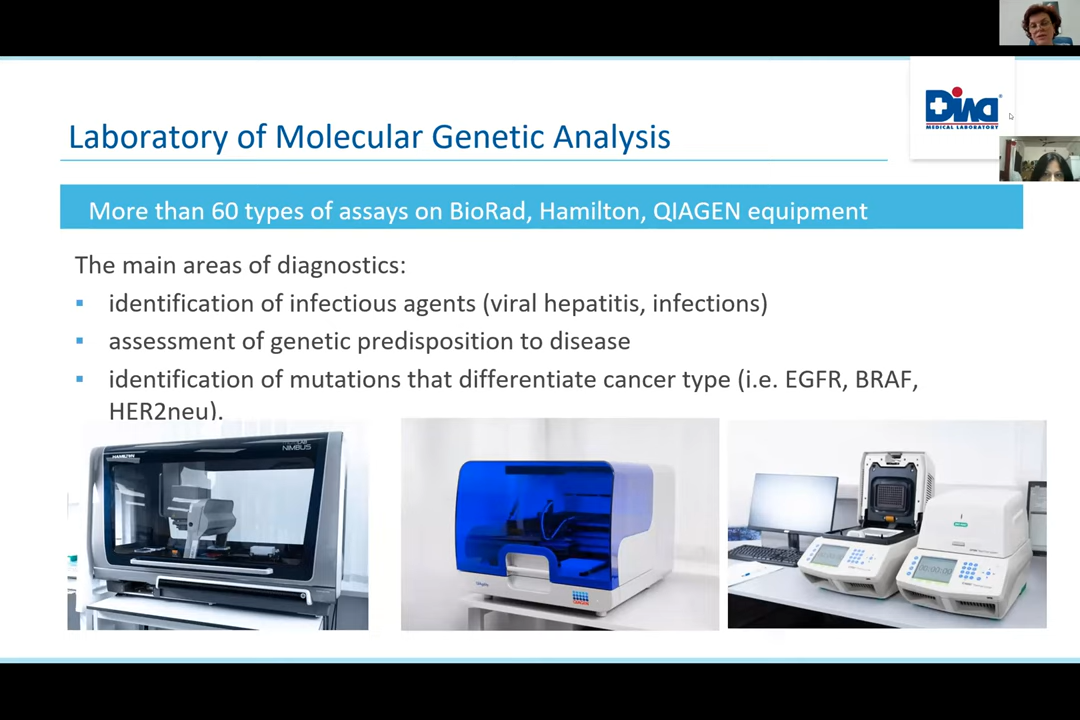 Dila
MEDICAL LABORATORY
Laboratory of Molecular Genetic Analysis
More than 60 types of assays on BioRad, Hamilton, QIAGEN equipment
The main areas of diagnostics:
identification of infectious agents (viral hepatitis, infections)
assessment of genetic predisposition to disease
identification of mutations that differentiate cancer type (i.e. EGFR, BRAF,
HER2neu).
HAMILTON
NIMBUS